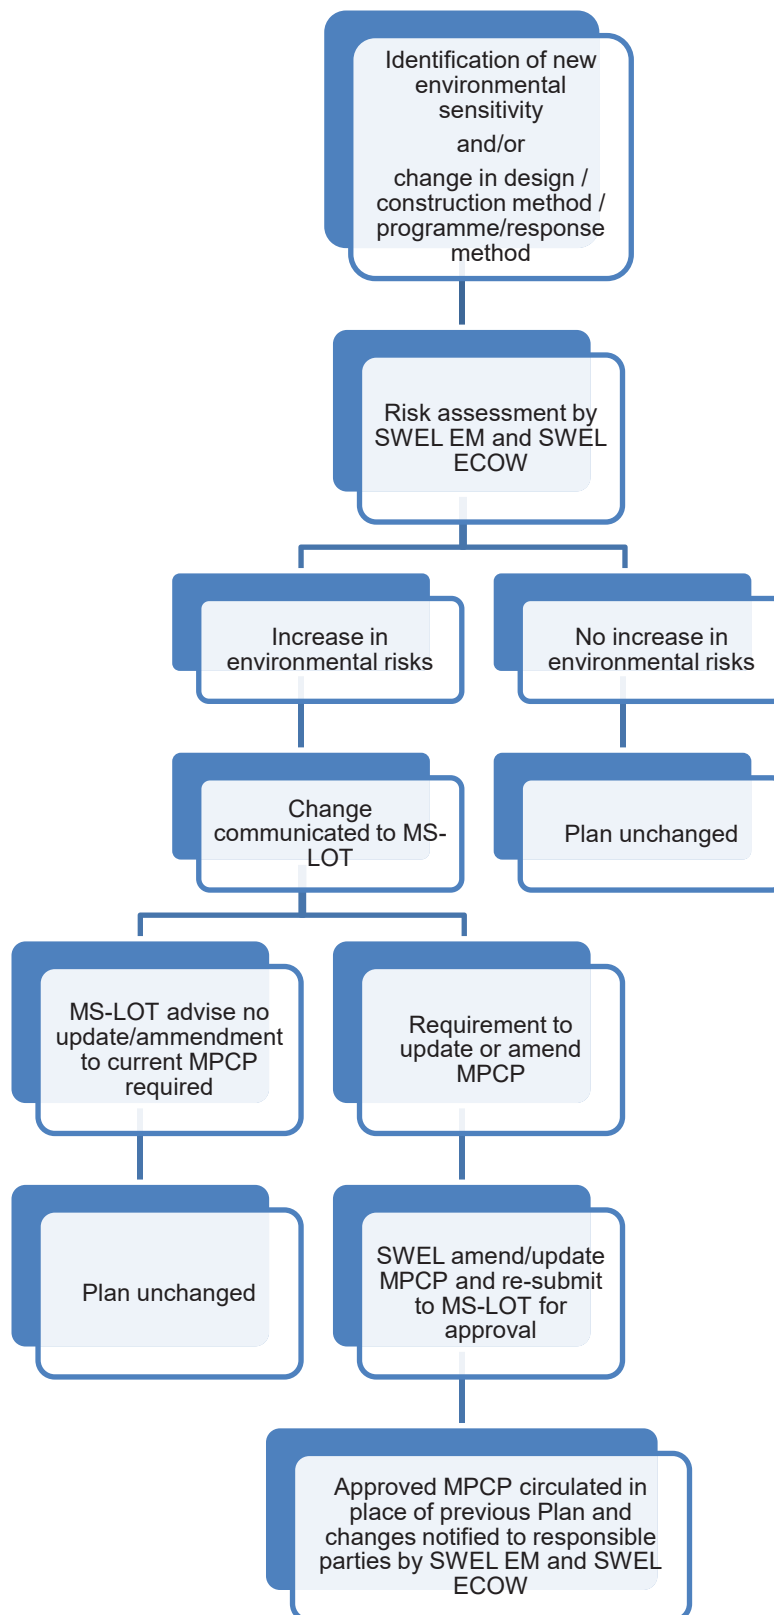 Identification of new
environmental
sensitivity
and/or
change in design /
construction method /
programme/response
method
Risk assessment by
SWEL EM and SWEL
ECOW
Increase in
environmental risks
No increase in
environmental risks
Change
communicated to MS-
LOT
Plan unchanged
MS-LOT advise no
update/ammendment
to current MPCP
required
Requirement to
update or amend
MPCP
Plan unchanged
SWEL amend/update
MPCP and re-submit
to MS-LOT for
approval
Approved MPCP circulated in
place of previous Plan and
changes notified to responsible
parties by SWEL EM and SWEL
ECOW